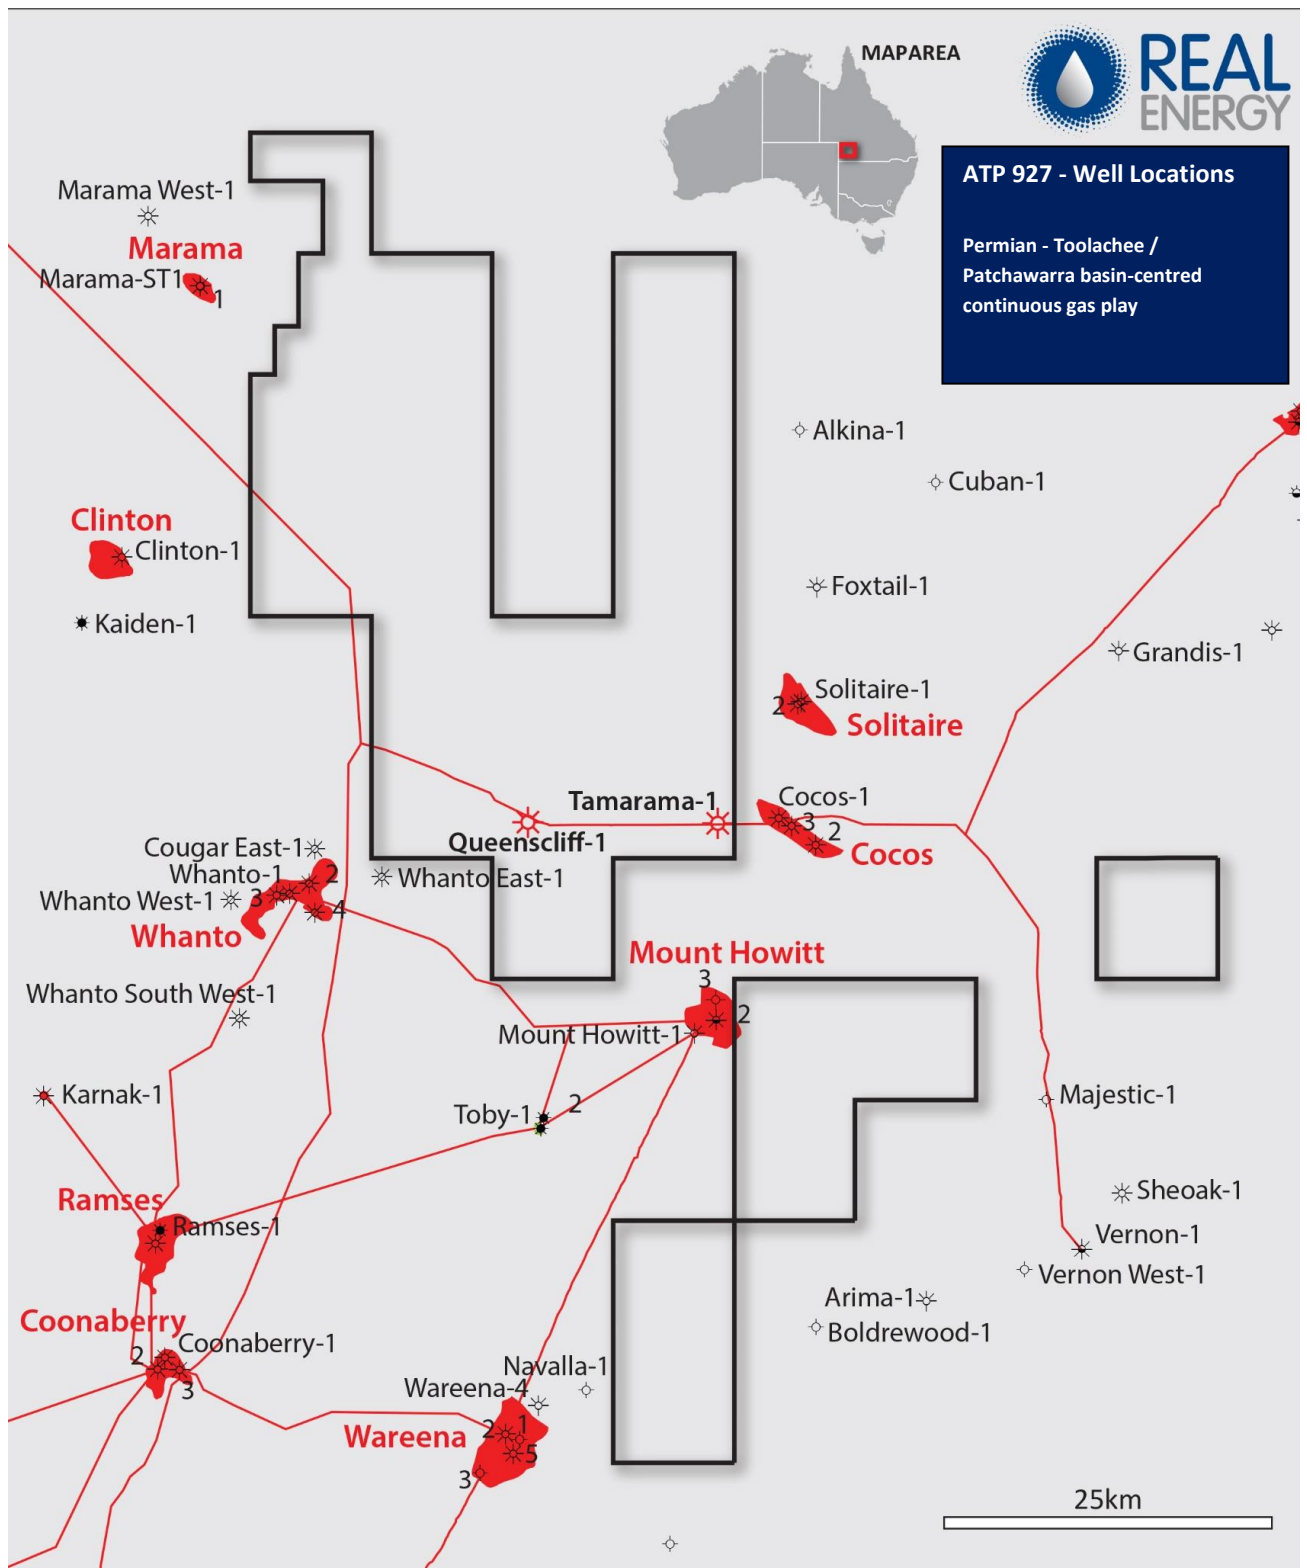 MAPAREA
REAL
ENERGY
ATP 927 - Well Locations
Permian - Toolachee /
Patchawarra basin-centred
continuous gas play
Marama West-1
Marama
Marama-ST1
1
Alkina-1
Cuban-1
Clinton
Clinton-1
Foxtail-1
Kaiden-1
Grandis-1
Solitaire-1
2
Solitaire
Tamarama-1
Cocos-1
3
2
Queenscliff-1
Cocos
Cougar East-1
Whanto-1
2
Whanto East-1
Whanto West-1
3
4
Whanto
Mount Howitt
3
2
Whanto South West-1
Mount Howitt-1
Karnak-1
Toby-1
2
Majestic-1
Ramses
Sheoak-1
Ramses-1
Vernon-1
Vernon West-1
Arima-1
Coonaberry
Boldrewood-1
Coonaberry-1
2
3
Navalla-1
Wareena-4
Wareena
2
1
5
3
25km